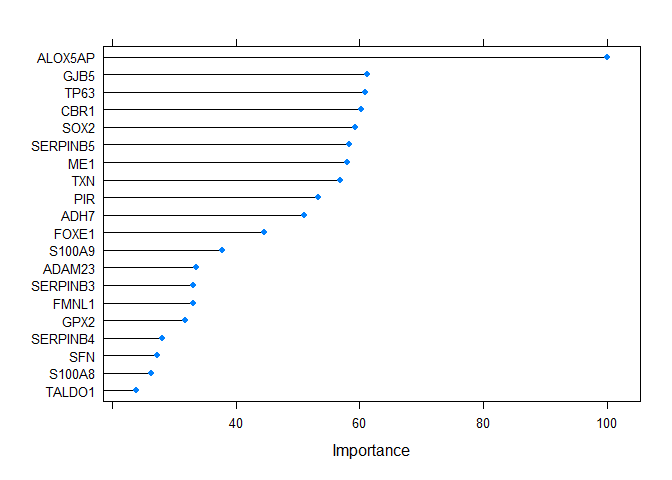 ALOX5AP
GJB5
TP63
CBR1
SOX2
SERPINB5
ME1
TXN
PIR
ADH7
FOXE1
S100A9
ADAM23
SERPINB3
FMNL1
GPX2
SERPINB4
SFN
S100A8
TALDO1
40 60 80 100
Importance